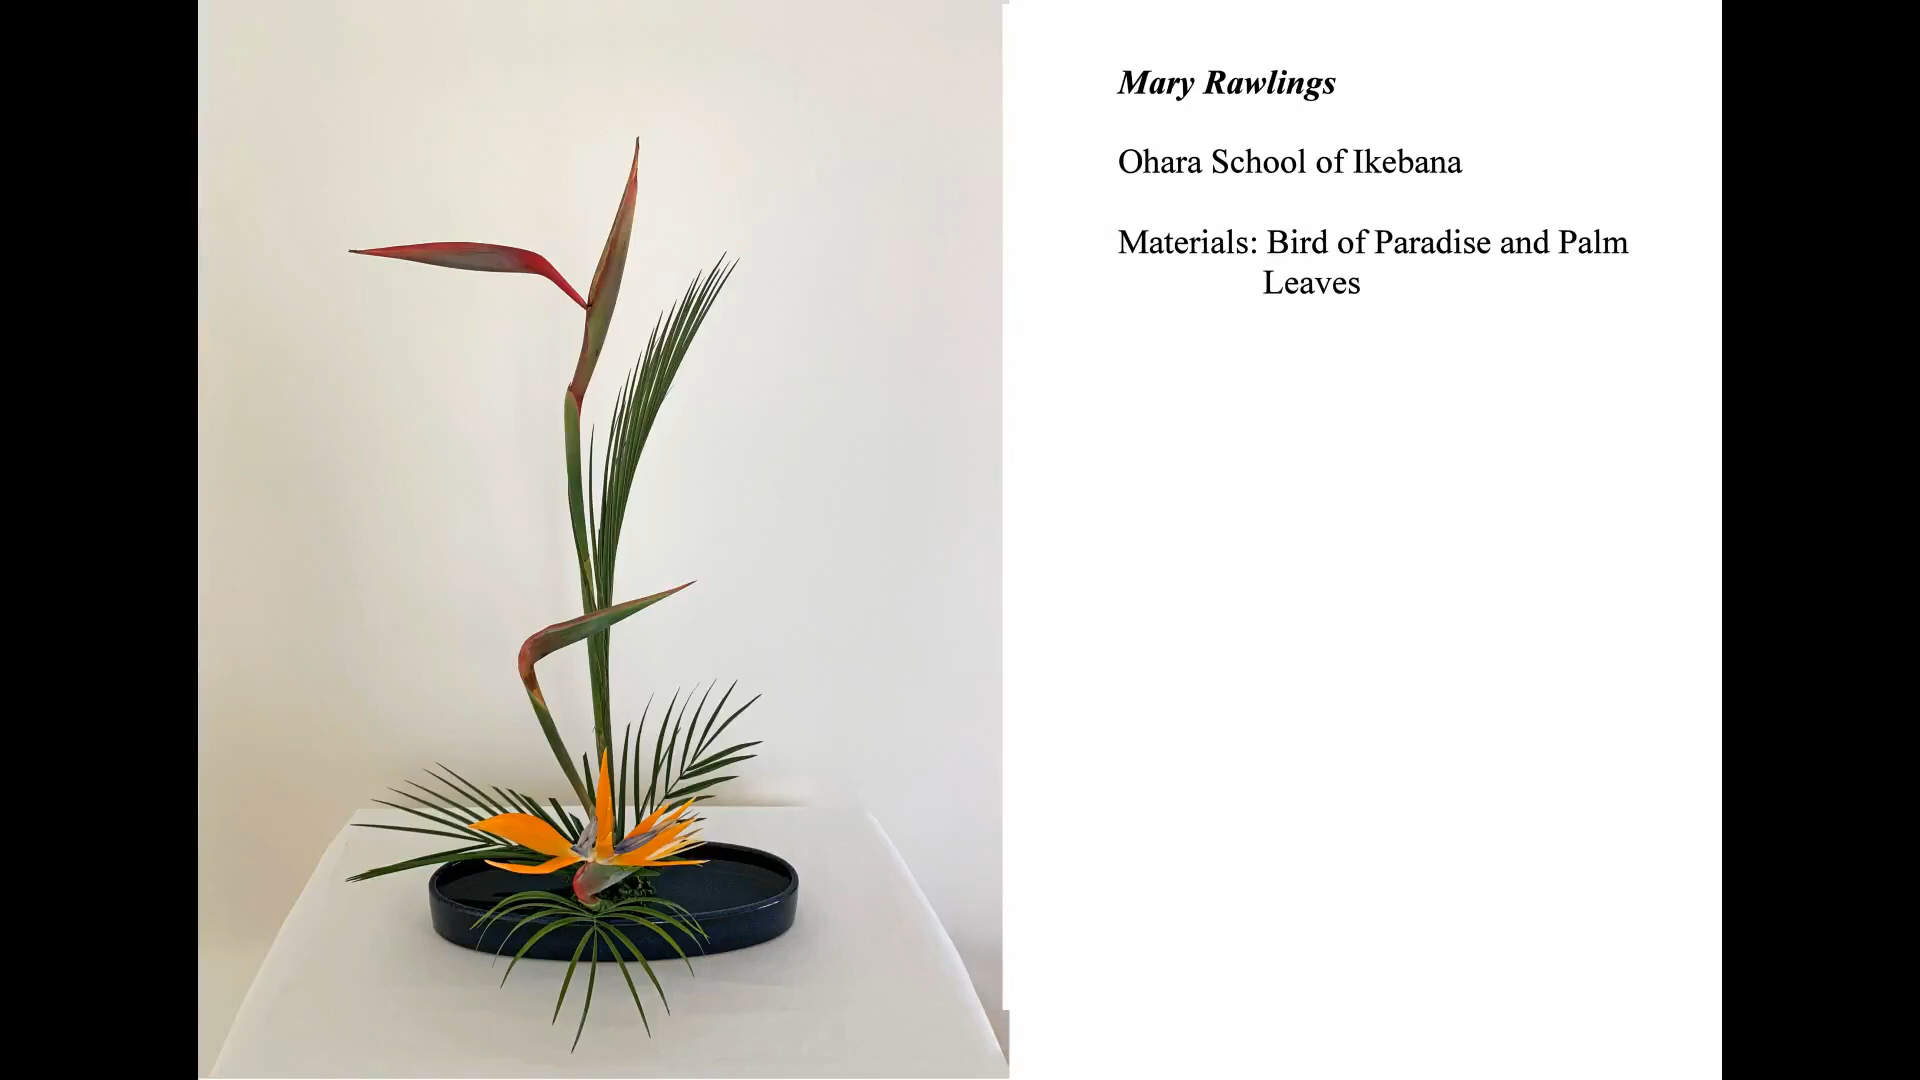 Mary Rawlings
Ohara School of Ikebana
Materials: Bird of Paradise and Palm
Leaves